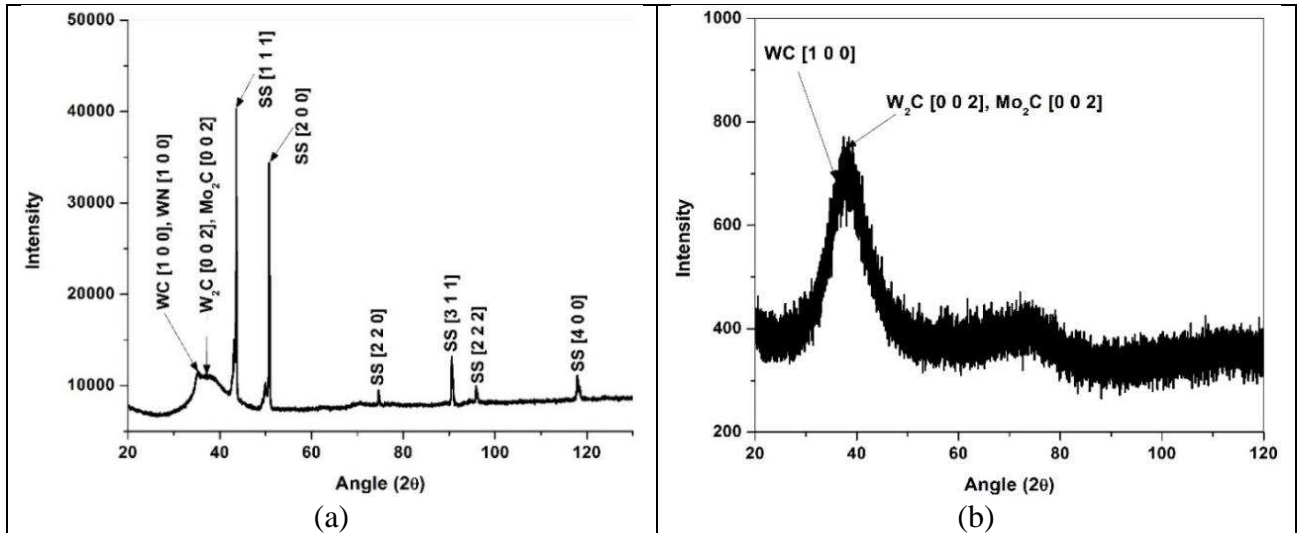 50000
40000
30000
20000
10000
Intensity
20
40
60
80
100
120
Angle (2θ)
WC [1 0 0], WN [1 0 0]
W₂C [0 0 2], Mo₂C [0 0 2]
SS [1 1 1]
SS [2 0 0]
SS [2 2 0]
SS [3 1 1]
SS [2 2 2]
SS [4 0 0]
(a)
1000
800
600
400
200
Intensity
20
40
60
80
100
120
Angle (2θ)
WC [1 0 0]
W₂C [0 0 2], Mo₂C [0 0 2]
(b)